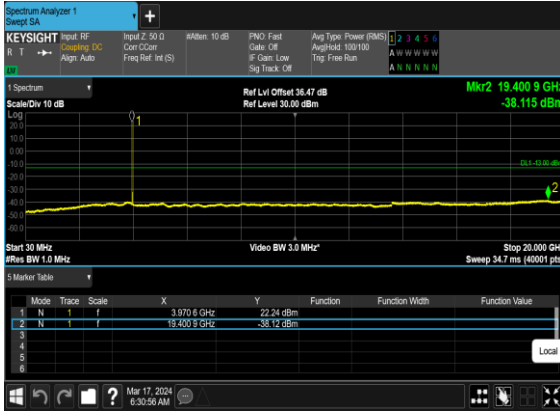 Spectrum Analyzer 1
Swept SA
KEYSIGHT
R T
Input: RF
Coupling: DC
Align: Auto
Input Z: 50 Ω
Corr CCorr
Freq Ref: Int (S)
#Atten: 10 dB
PNO: Fast
Gate: Off
IF Gain: Low
Sig Track: Off
Avg Type: Power (RMS)
Avg|Hold: 100/100
Trig: Free Run
1 2 3 4 5 6
A W W W W W
A N N N N N
1 Spectrum
Scale/Div 10 dB
Ref Lvl Offset 36.47 dB
Ref Level 30.00 dBm
Mkr2 19.400 9 GHz
-38.115 dBm
Log
20.0
10.0
0.00
-10.0
-20.0
-30.0
-40.0
-50.0
-60.0
1
DL1 -13.00 dBm
2
Start 30 MHz
#Res BW 1.0 MHz
Video BW 3.0 MHz*
Stop 20.000 GH
Sweep 34.7 ms (40001 pts
5 Marker Table
Mode Trace Scale X Y Function Function Width Function Value
1 N 1 f 3.970 6 GHz 22.24 dBm
2 N 1 f 19.400 9 GHz -38.12 dBm
3
4
5
6
Local
?
Mar 17, 2024
6:30:56 AM